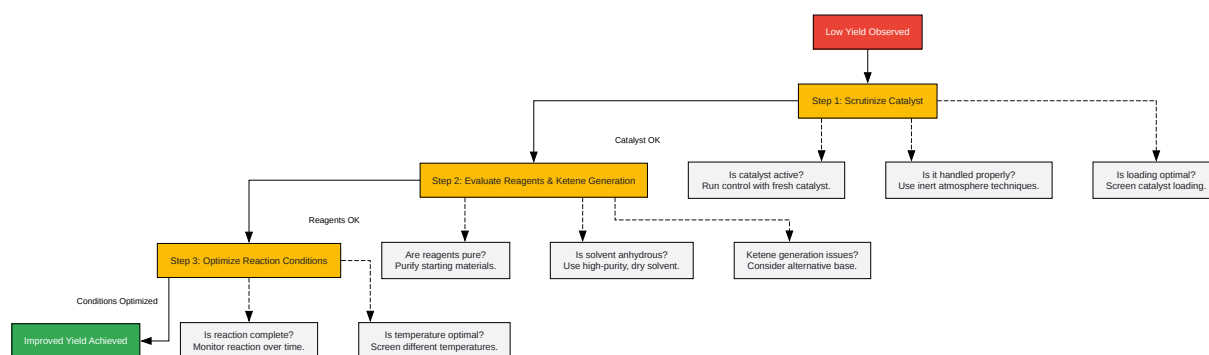 Low Yield Observed
Step 1: Scrutinize Catalyst
Catalyst OK
Is catalyst active?
Run control with fresh catalyst.
Is it handled properly?
Use inert atmosphere techniques.
Is loading optimal?
Screen catalyst loading.
Step 2: Evaluate Reagents & Ketene Generation
Reagents OK
Are reagents pure?
Purify starting materials.
Is solvent anhydrous?
Use high-purity, dry solvent.
Ketene generation issues?
Consider alternative base.
Step 3: Optimize Reaction Conditions
Conditions Optimized
Is reaction complete?
Monitor reaction over time.
Is temperature optimal?
Screen different temperatures.
Improved Yield Achieved